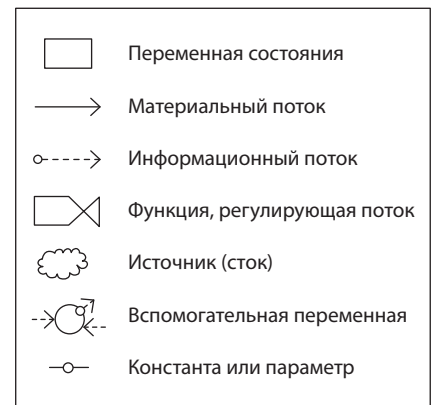 Переменная состояния
Материальный поток
Информационный поток
Функция, регулирующая поток
Источник (сток)
Вспомогательная переменная
Константа или параметр